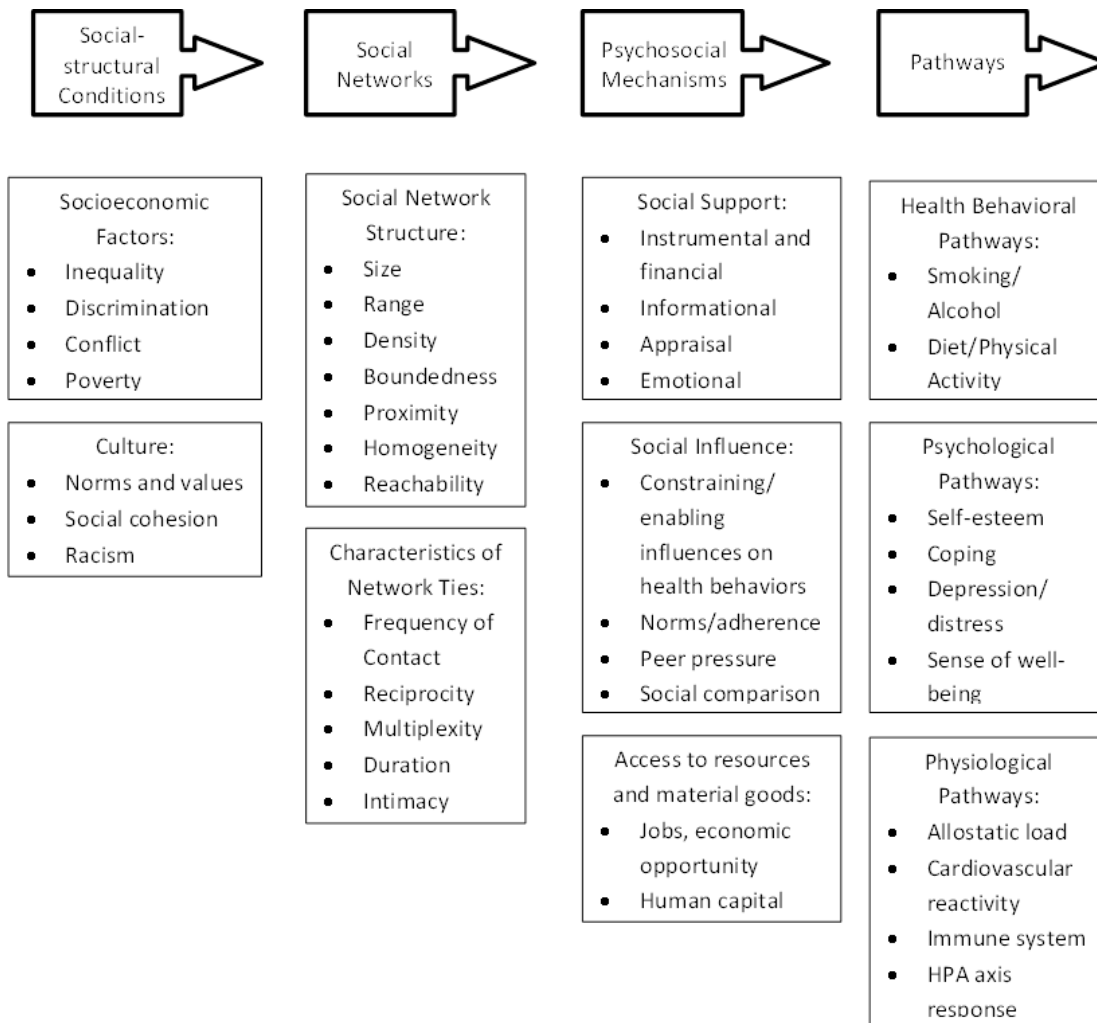 Social-
structural
Conditions
Social
Networks
Psychosocial
Mechanisms
Pathways
Socioeconomic
Factors:
• Inequality
• Discrimination
• Conflict
• Poverty
Culture:
• Norms and values
• Social cohesion
• Racism
Social Network
Structure:
• Size
• Range
• Density
• Boundedness
• Proximity
• Homogeneity
• Reachability
Characteristics of
Network Ties:
• Frequency of
Contact
• Reciprocity
• Multiplexity
• Duration
• Intimacy
Social Support:
• Instrumental and
financial
• Informational
• Appraisal
• Emotional
Social Influence:
• Constraining/
enabling
influences on
health behaviors
• Norms/adherence
• Peer pressure
• Social comparison
Access to resources
and material goods:
• Jobs, economic
opportunity
• Human capital
Health Behavioral
Pathways:
• Smoking/
Alcohol
• Diet/Physical
Activity
Psychological
Pathways:
• Self-esteem
• Coping
• Depression/
distress
• Sense of well-
being
Physiological
Pathways:
• Allostatic load
• Cardiovascular
reactivity
• Immune system
• HPA axis
response